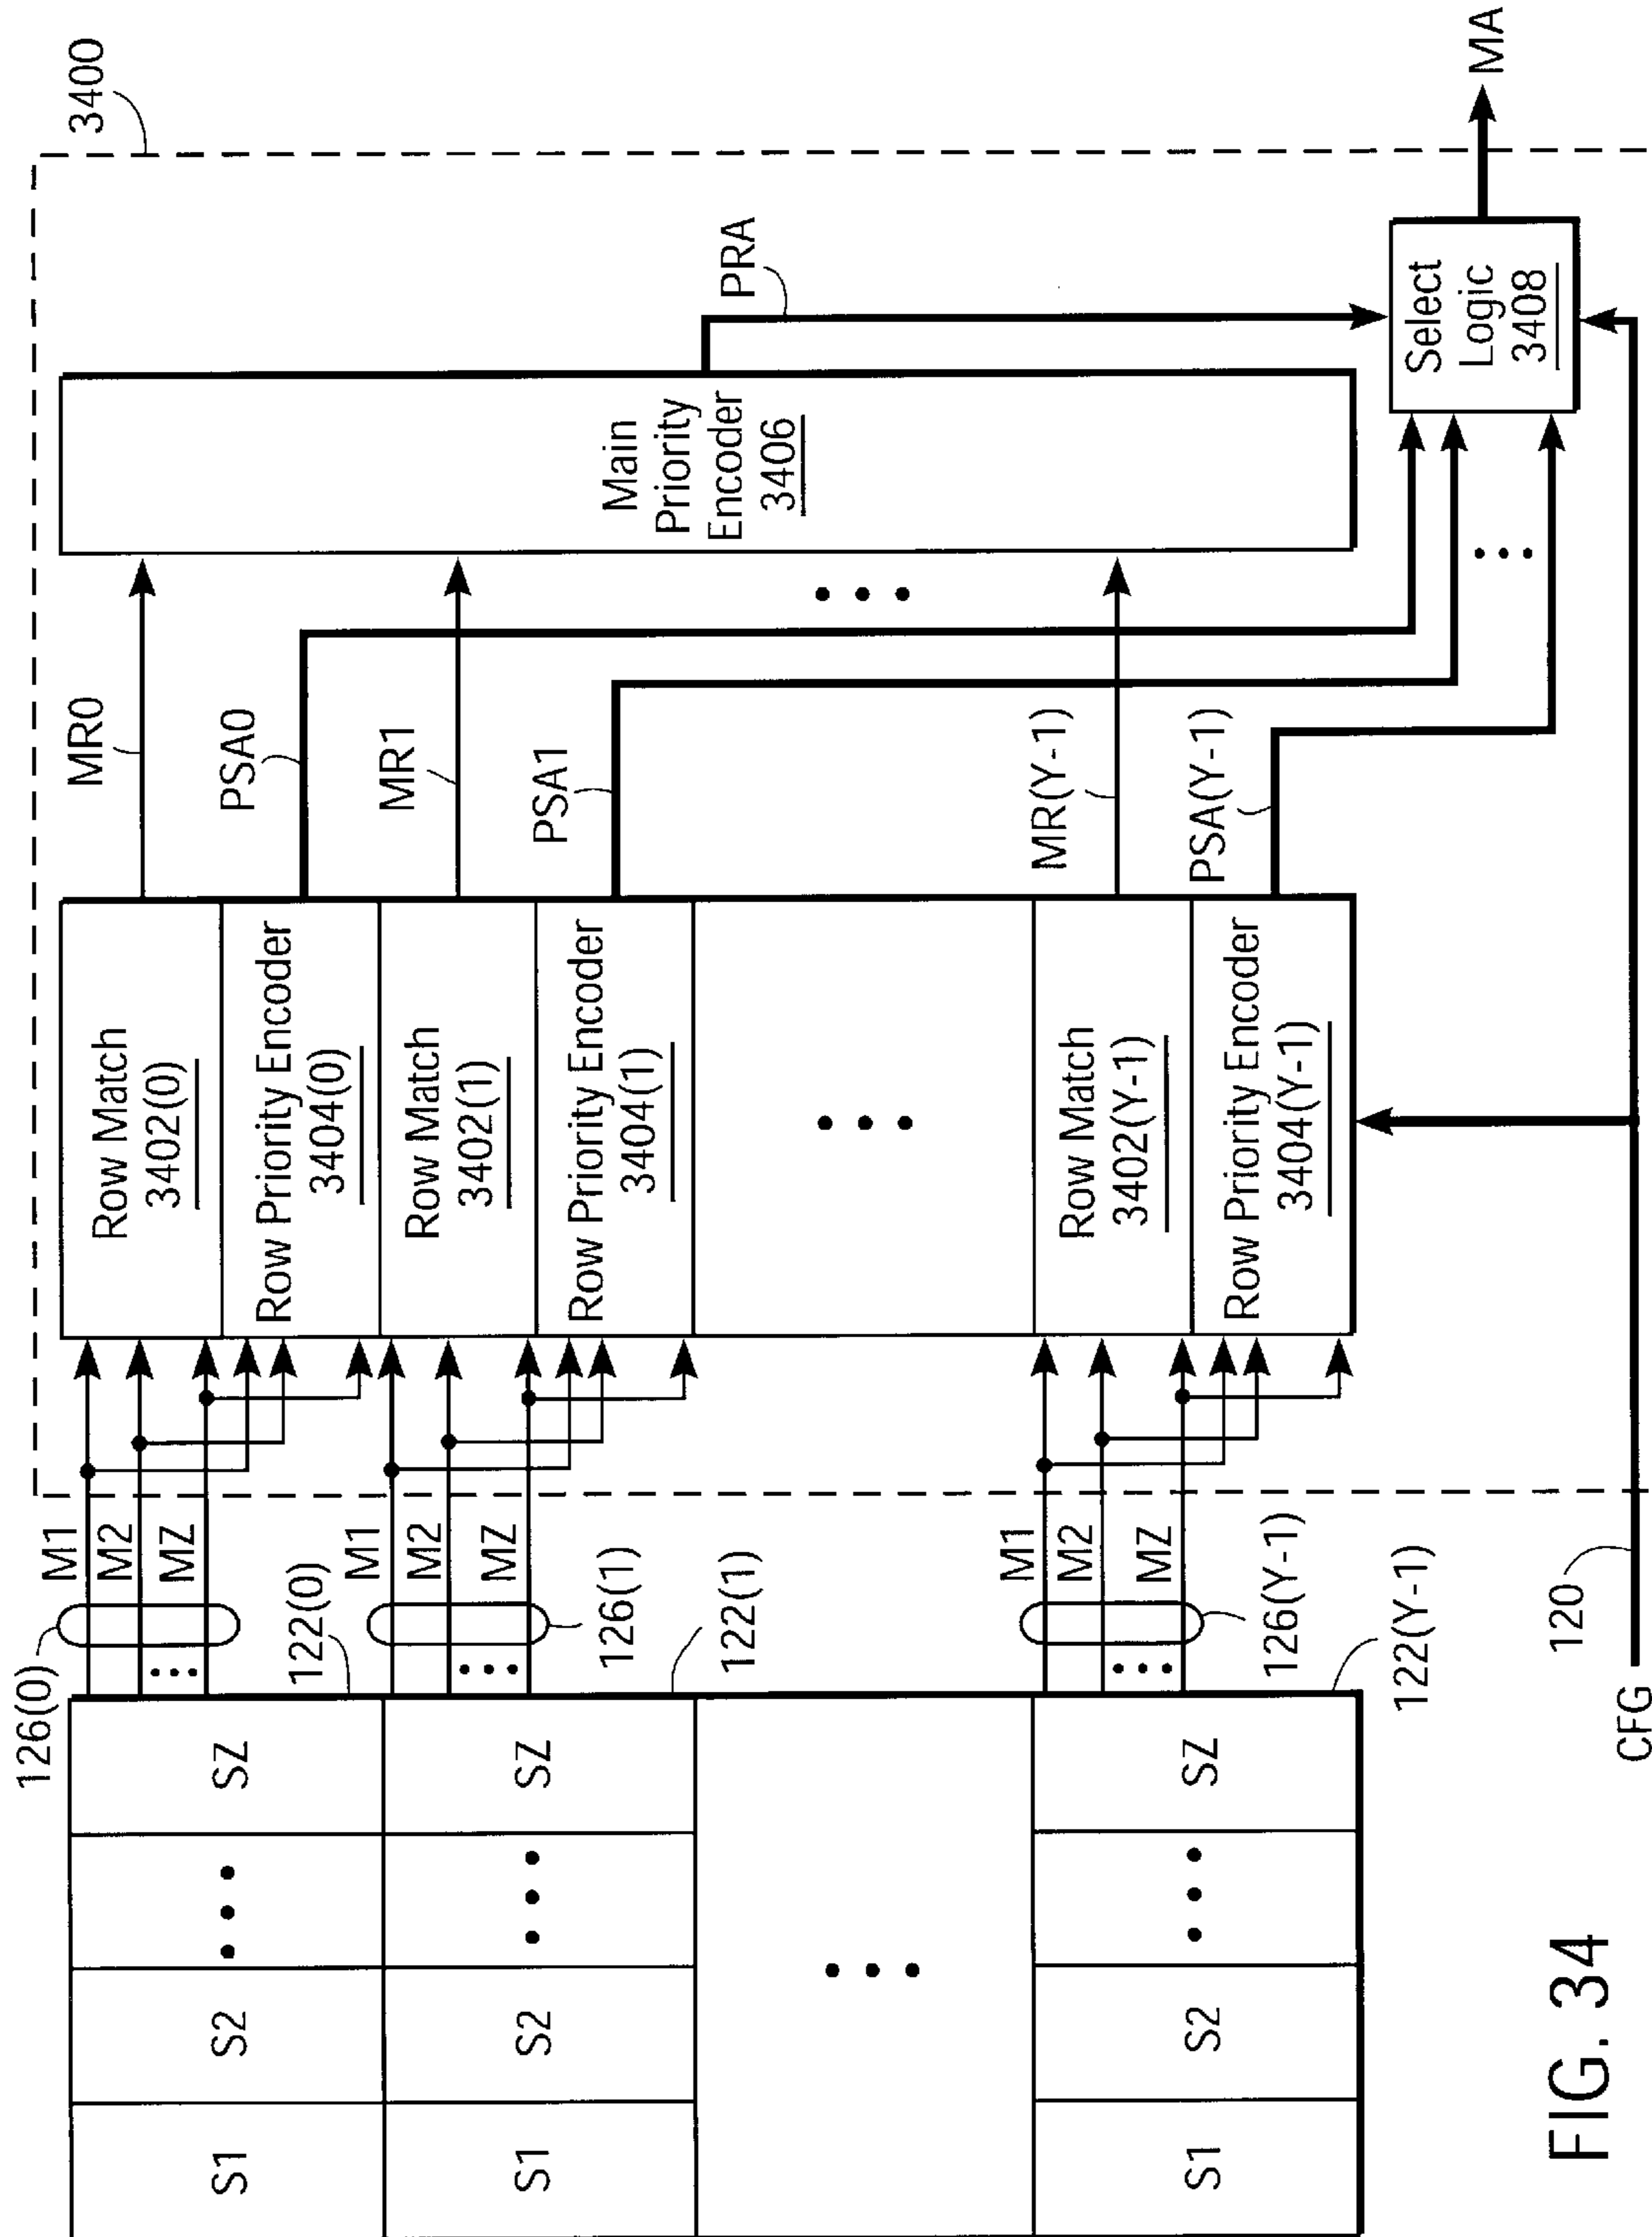 3400
126(0)
M1
M2
MZ
122(0)
M1
M2
MZ
126(1)
122(1)
M1
M2
MZ
126(Y-1)
122(Y-1)
S1
S2
SZ
S1
S2
SZ
S1
S2
SZ
Row Match
3402(0)
Row Priority Encoder
3404(0)
Row Match
3402(1)
Row Priority Encoder
3404(1)
Row Match
3402(Y-1)
Row Priority Encoder
3404(Y-1)
MR0
PSA0
MR1
PSA1
MR(Y-1)
PSA(Y-1)
Main
Priority
Encoder
3406
PRA
Select
Logic
3408
MA
120
CFG
FIG. 34